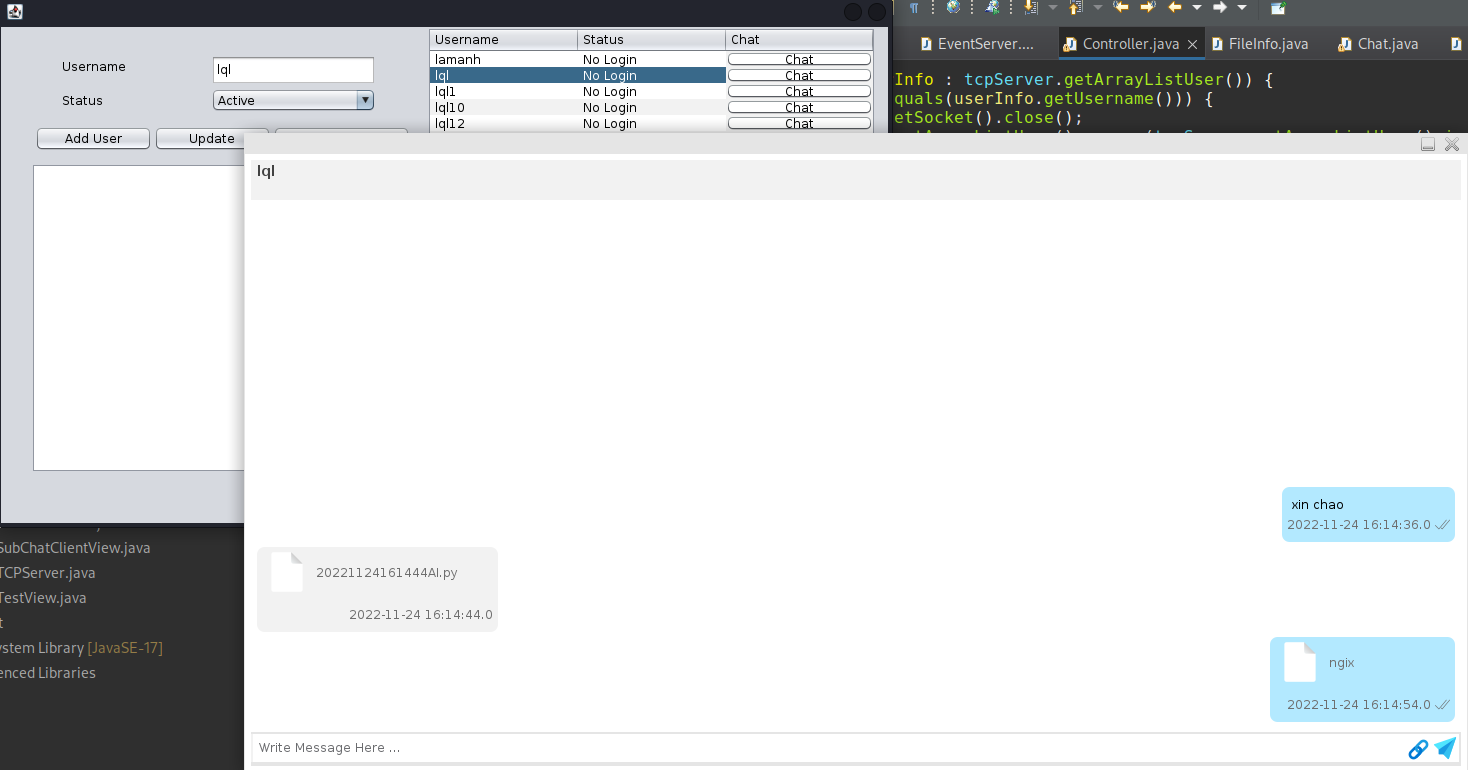 Username
lql
Status
Active
Add User
Update
Username Status Chat
lamanh No Login Chat
lql No Login Chat
lql1 No Login Chat
lql10 No Login Chat
lql12 No Login Chat
EventServer....
Controller.java
FileInfo.java
Chat.java
Info : tcpServer.getArrayListUser()) {
quals(userInfo.getUsername())) {
etSocket().close();
SubChatClientView.java
TCPServer.java
TestView.java
t
ystem Library [JavaSE-17]
enced Libraries
lql
xin chao
2022-11-24 16:14:36.0
20221124161444AI.py
2022-11-24 16:14:44.0
ngix
2022-11-24 16:14:54.0
Write Message Here ...